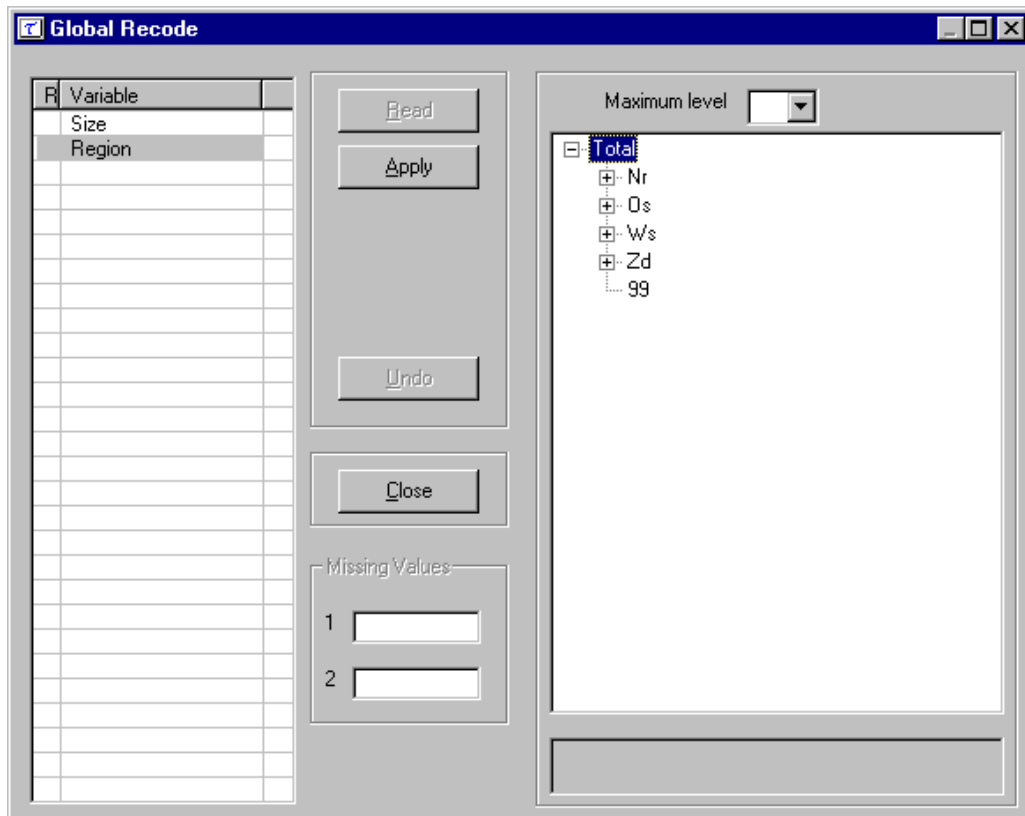 τ Global Recode
R Variable
Size
Region
Read
Apply
Undo
Close
Missing Values
1
2
Maximum level
Total
Nr
Os
Ws
Zd
99